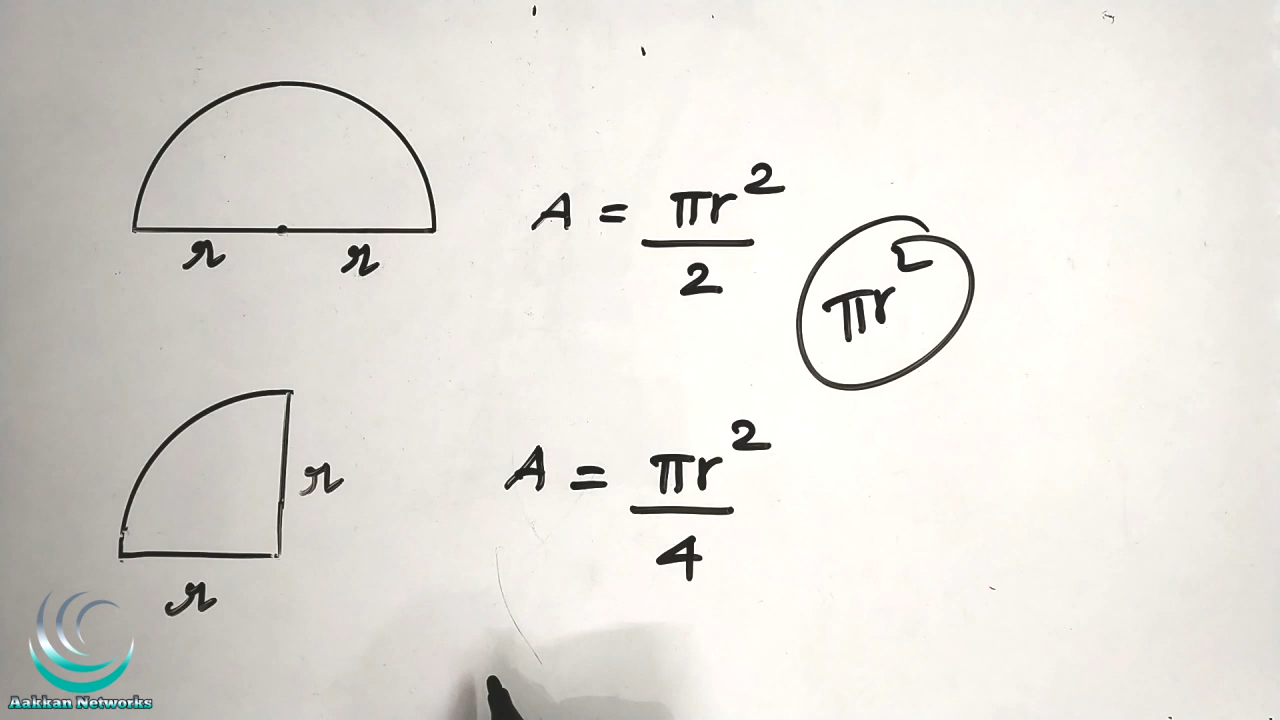 r r
A = πr²/2
πr²
r
r
A = πr²/4
Aakkan Networks